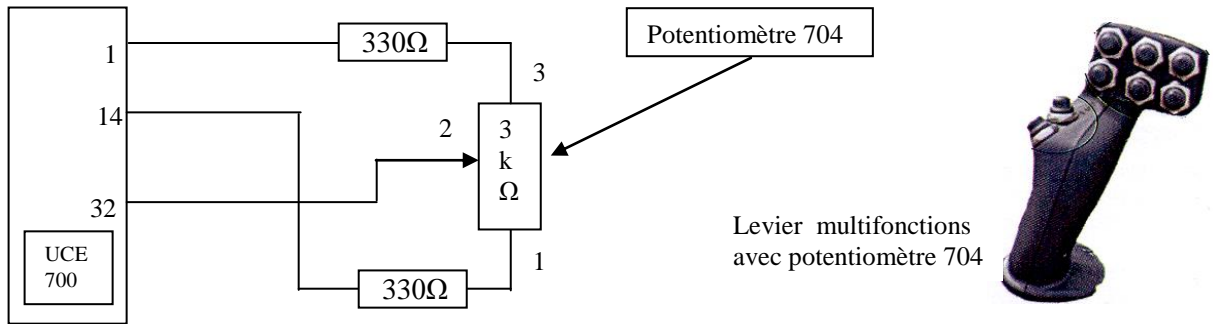 1
330Ω
Potentiomètre 704
3
14
2
3
k
Ω
32
UCE
700
1
330Ω
Levier multifonctions
avec potentiomètre 704